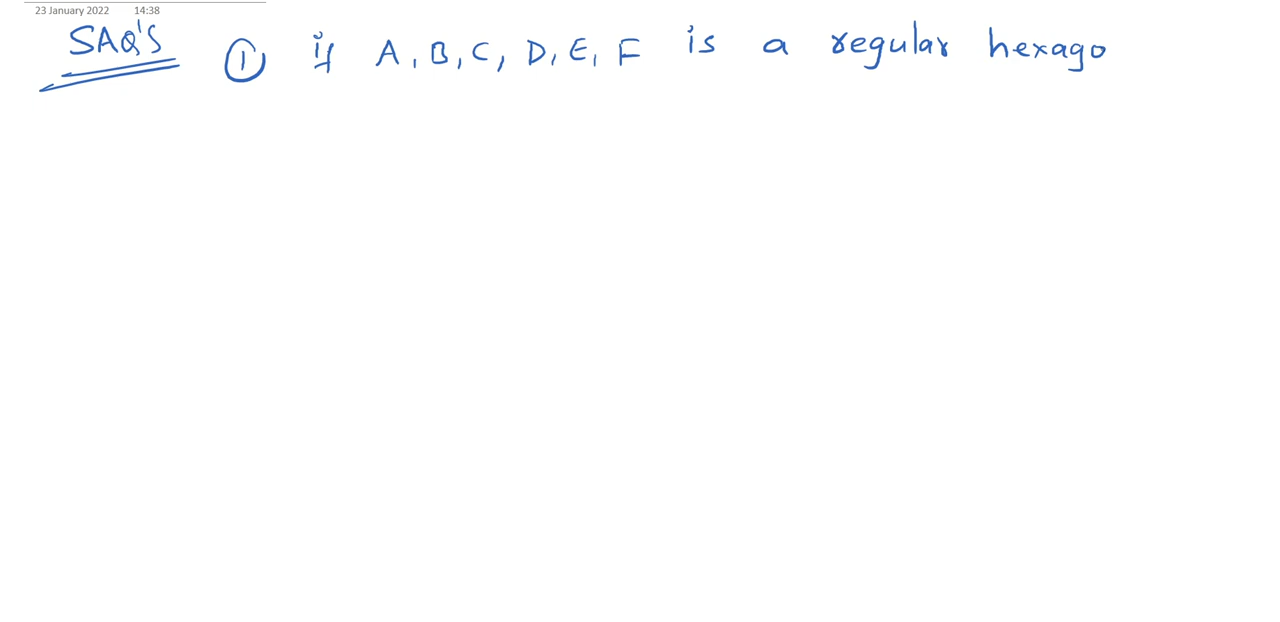 23 January 2022 14:38
SAQ'S ① if A, B, C, D, E, F is a regular hexago